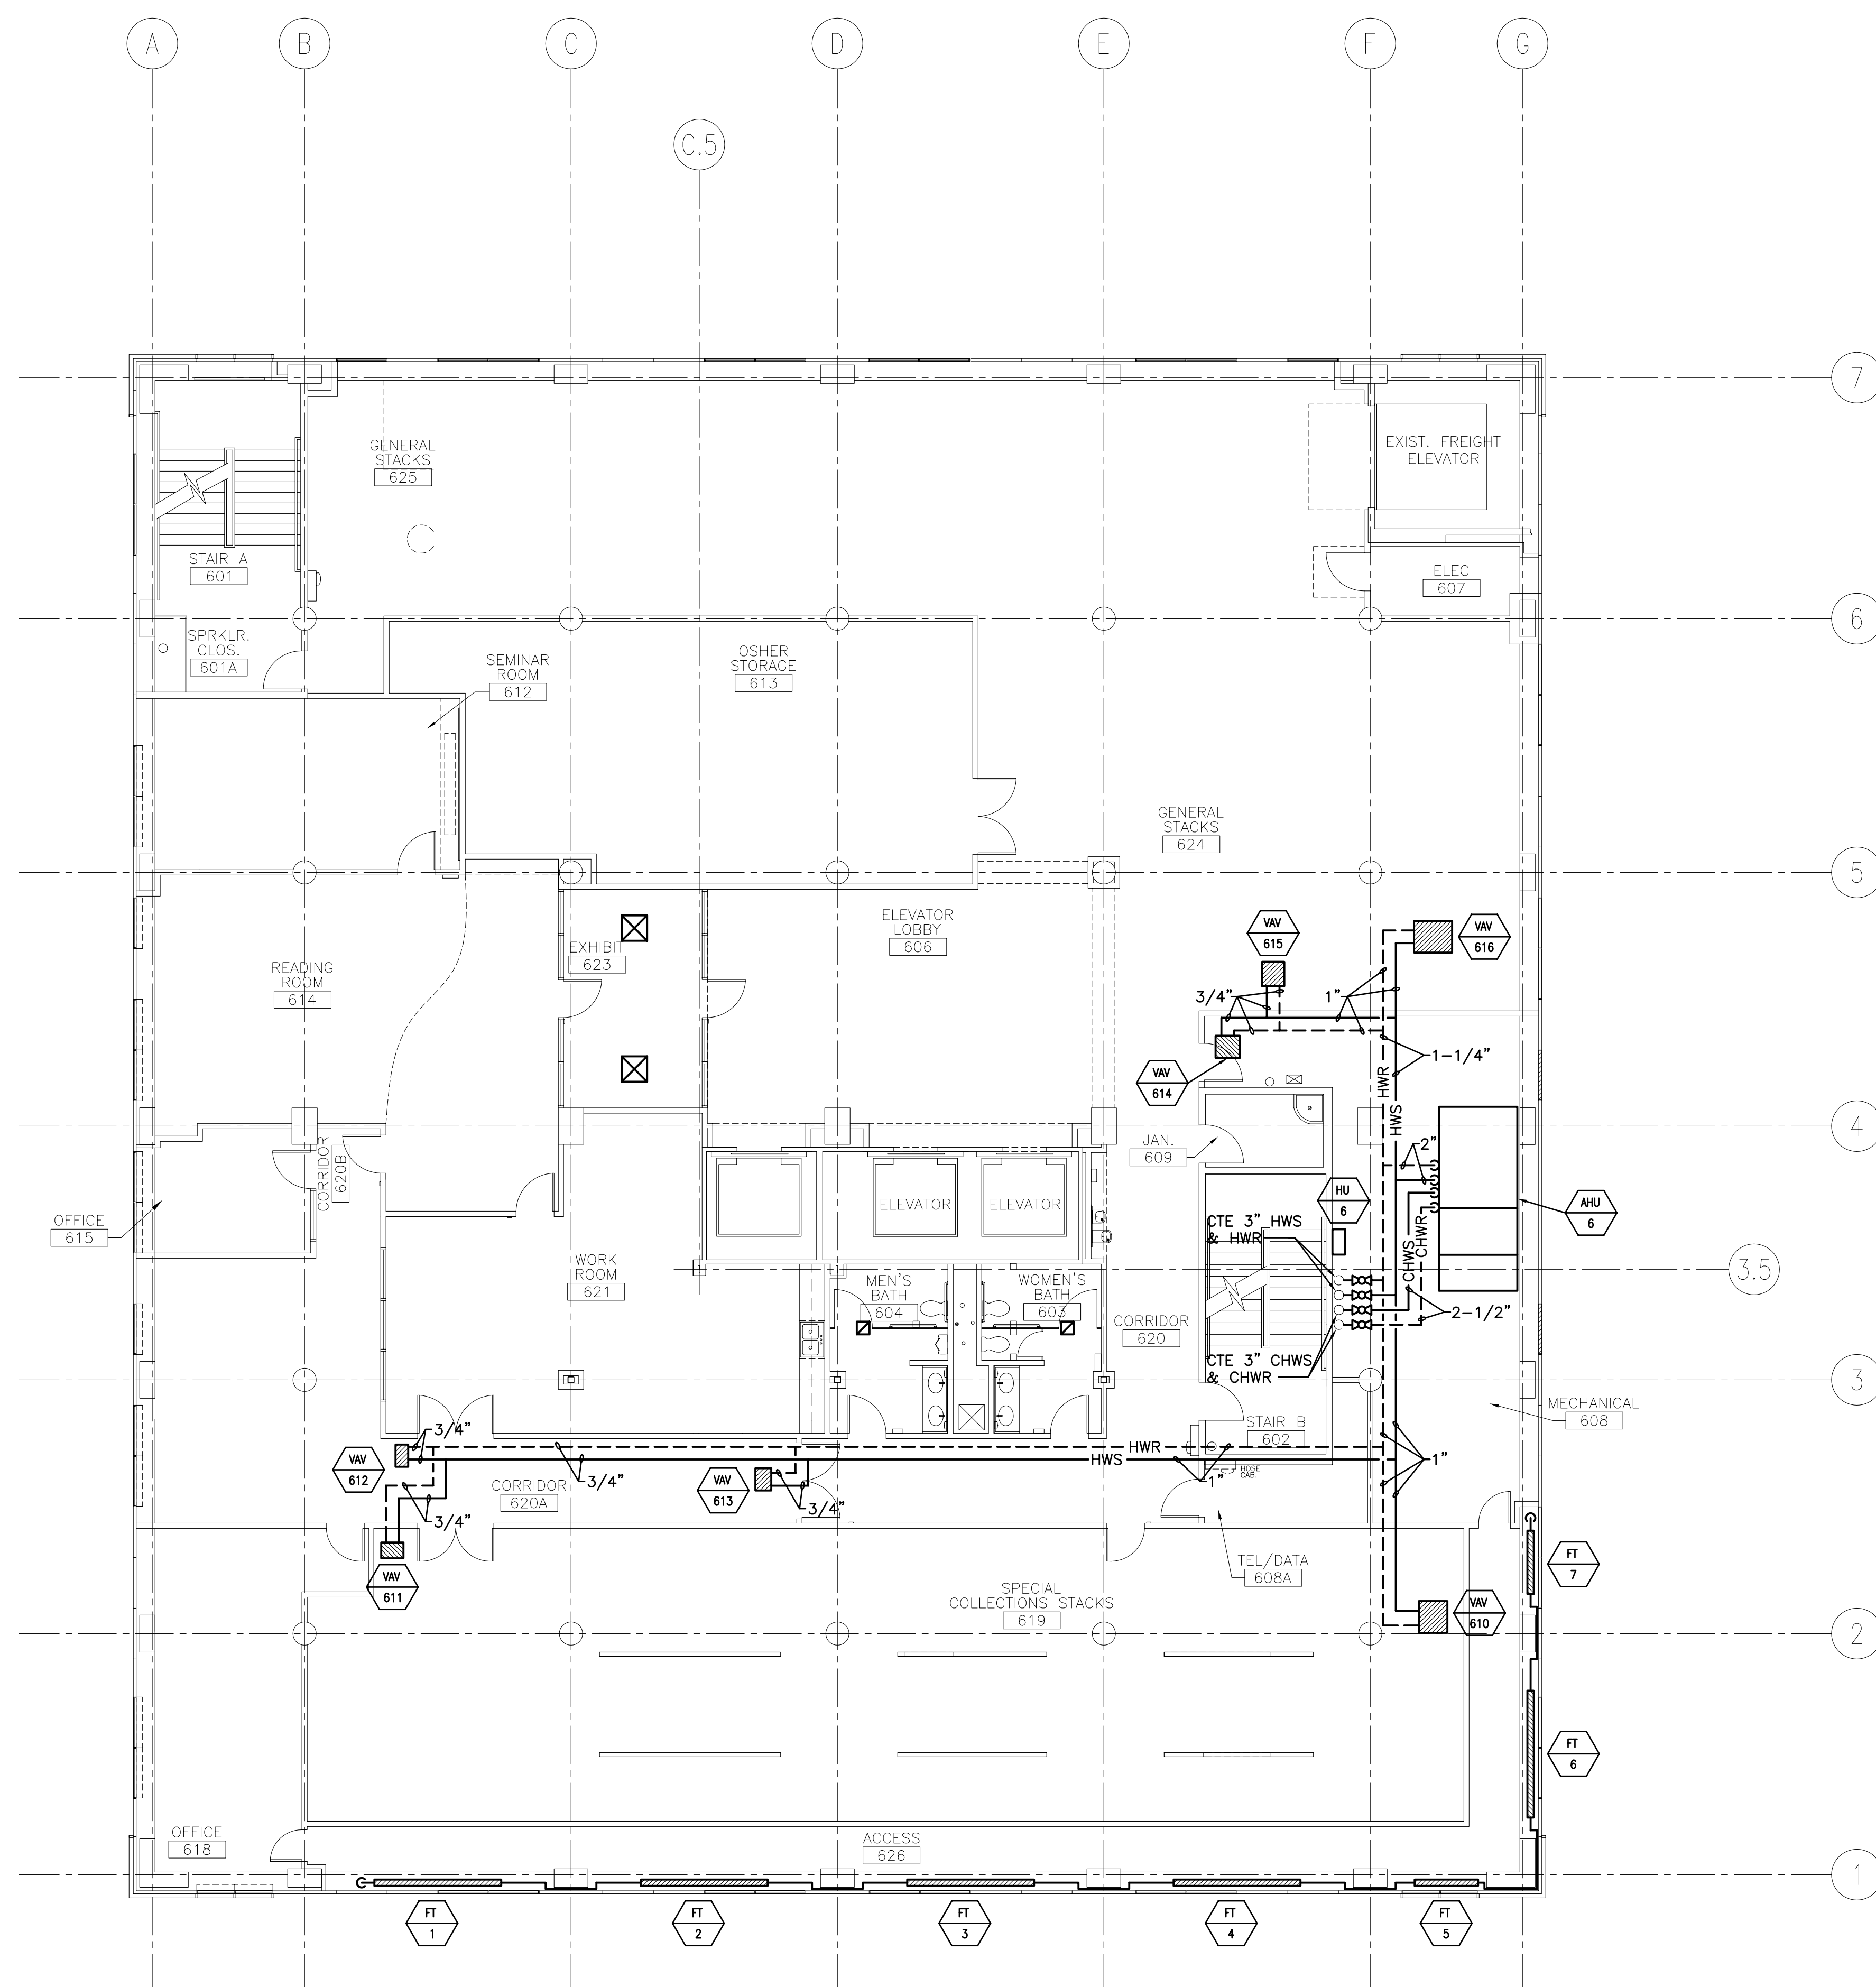 A
B
C
D
E
F
G
C.5
7
GENERAL
STACKS
625
EXIST. FREIGHT
ELEVATOR
STAIR A
601
ELEC
607
6
SPRKLR.
CLOS.
601A
SEMINAR
ROOM
612
OSHER
STORAGE
613
GENERAL
STACKS
624
5
READING
ROOM
614
EXHIBIT
623
ELEVATOR
LOBBY
606
VAV
615
VAV
616
3/4"
1"
VAV
614
1-1/4"
HWR
HWS
4
CORRIDOR
620B
JAN.
609
2"
OFFICE
615
ELEVATOR
ELEVATOR
HU
6
AHU
6
CTE 3" HWS
& HWR
CHWS
CHWR
WORK
ROOM
621
3.5
MEN'S
BATH
604
WOMEN'S
BATH
603
CORRIDOR
620
2-1/2"
CTE 3" CHWS
& CHWR
3
MECHANICAL
608
STAIR B
602
3/4"
HWR
HWS
HOSE
CAB.
1"
1"
VAV
612
3/4"
CORRIDOR
620A
VAV
613
3/4"
3/4"
VAV
611
TEL/DATA
608A
FT
7
SPECIAL
COLLECTIONS STACKS
619
VAV
610
2
FT
6
OFFICE
618
ACCESS
626
1
FT
1
FT
2
FT
3
FT
4
FT
5